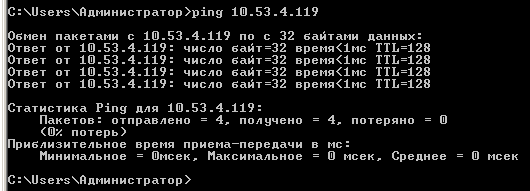 C:\Users\Администратор>ping 10.53.4.119
Обмен пакетами с 10.53.4.119 по с 32 байтами данных:
Ответ от 10.53.4.119: число байт=32 время<1мс TTL=128
Ответ от 10.53.4.119: число байт=32 время<1мс TTL=128
Ответ от 10.53.4.119: число байт=32 время<1мс TTL=128
Ответ от 10.53.4.119: число байт=32 время<1мс TTL=128
Статистика Ping для 10.53.4.119:
Пакетов: отправлено = 4, получено = 4, потеряно = 0
(0% потерь)
Приблизительное время приема-передачи в мс:
Минимальное = 0мсек, Максимальное = 0 мсек, Среднее = 0 мсек
C:\Users\Администратор>